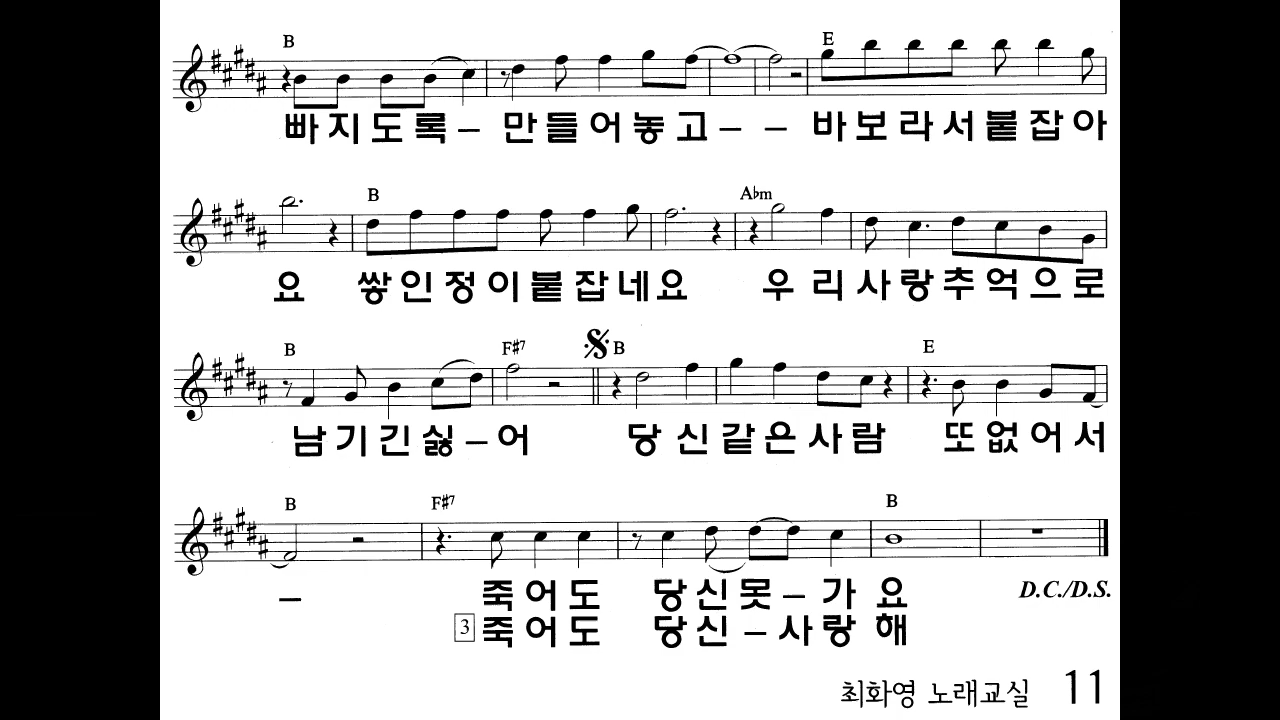 B E
빠지도록– 만들어놓고– – 바보라서붙잡아
B A♭m
요 쌓인정이붙잡네요 우리사랑추억으로
B F♯7 B E
남기긴싫–어 당신같은사람 또없어서
B F♯7 B
– 죽어도 당신못–가요 D.C./D.S.
3 죽어도 당신–사랑해
최화영 노래교실 11